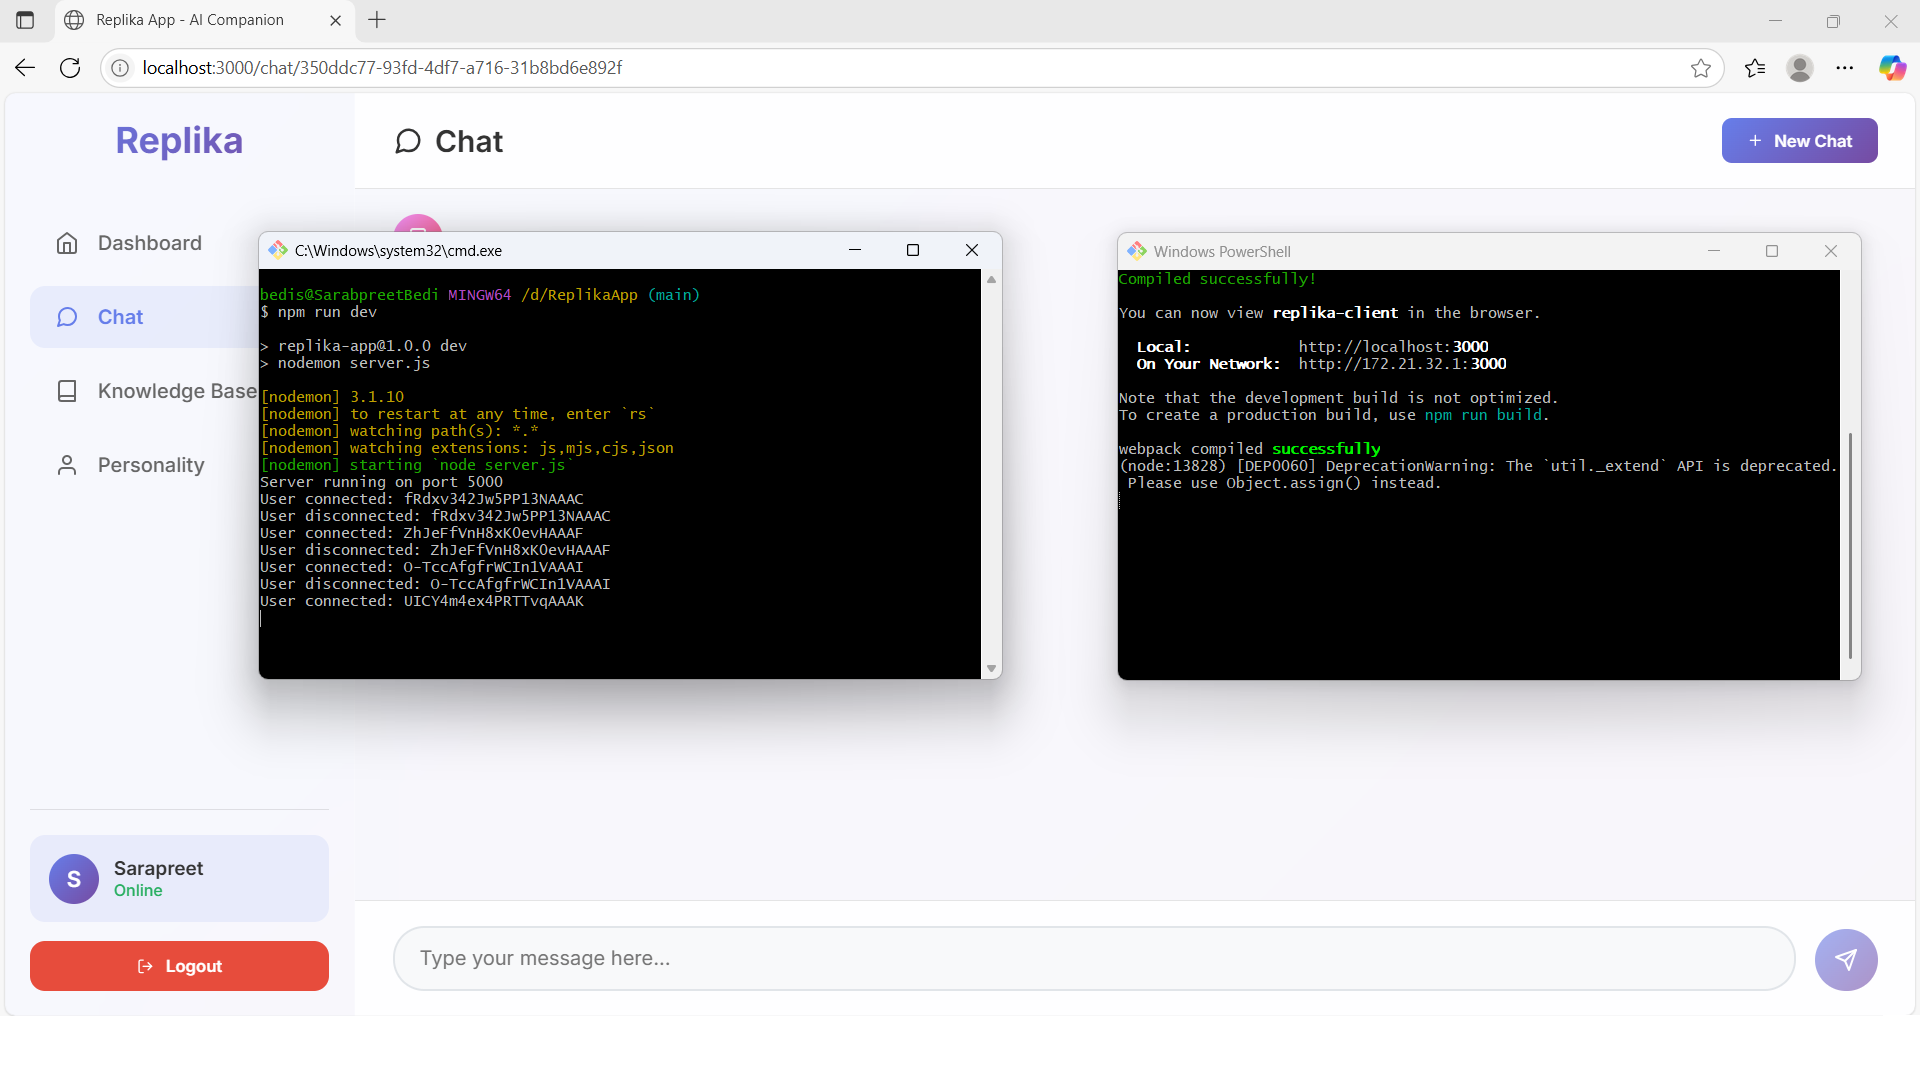 Replika App - AI Companion
localhost:3000/chat/350ddc77-93fd-4df7-a716-31b8bd6e892f
Replika
Chat
+ New Chat
Dashboard
Chat
Knowledge Base
Personality
C:\Windows\system32\cmd.exe
bedis@SarabpreetBedi MINGW64 /d/ReplikaApp (main)
$ npm run dev
> replika-app@1.0.0 dev
> nodemon server.js
[nodemon] 3.1.10
[nodemon] to restart at any time, enter `rs`
[nodemon] watching path(s): *.*
[nodemon] watching extensions: js,mjs,cjs,json
[nodemon] starting `node server.js`
Server running on port 5000
User connected: fRdxv342Jw5PP13NAAAC
User disconnected: fRdxv342Jw5PP13NAAAC
User connected: ZhJeFfVnH8xKOevHAAAF
User disconnected: ZhJeFfVnH8xKOevHAAAF
User connected: O-TccAfgfrWCIn1VAAAI
User disconnected: O-TccAfgfrWCIn1VAAAI
User connected: UICY4m4ex4PRTTvqAAAK
Windows PowerShell
Compiled successfully!
You can now view replika-client in the browser.
Local: http://localhost:3000
On Your Network: http://172.21.32.1:3000
Note that the development build is not optimized.
To create a production build, use npm run build.
webpack compiled successfully
(node:13828) [DEP0060] DeprecationWarning: The `util._extend` API is deprecated.
Please use Object.assign() instead.
S
Sarapreet
Online
Logout
Type your message here...